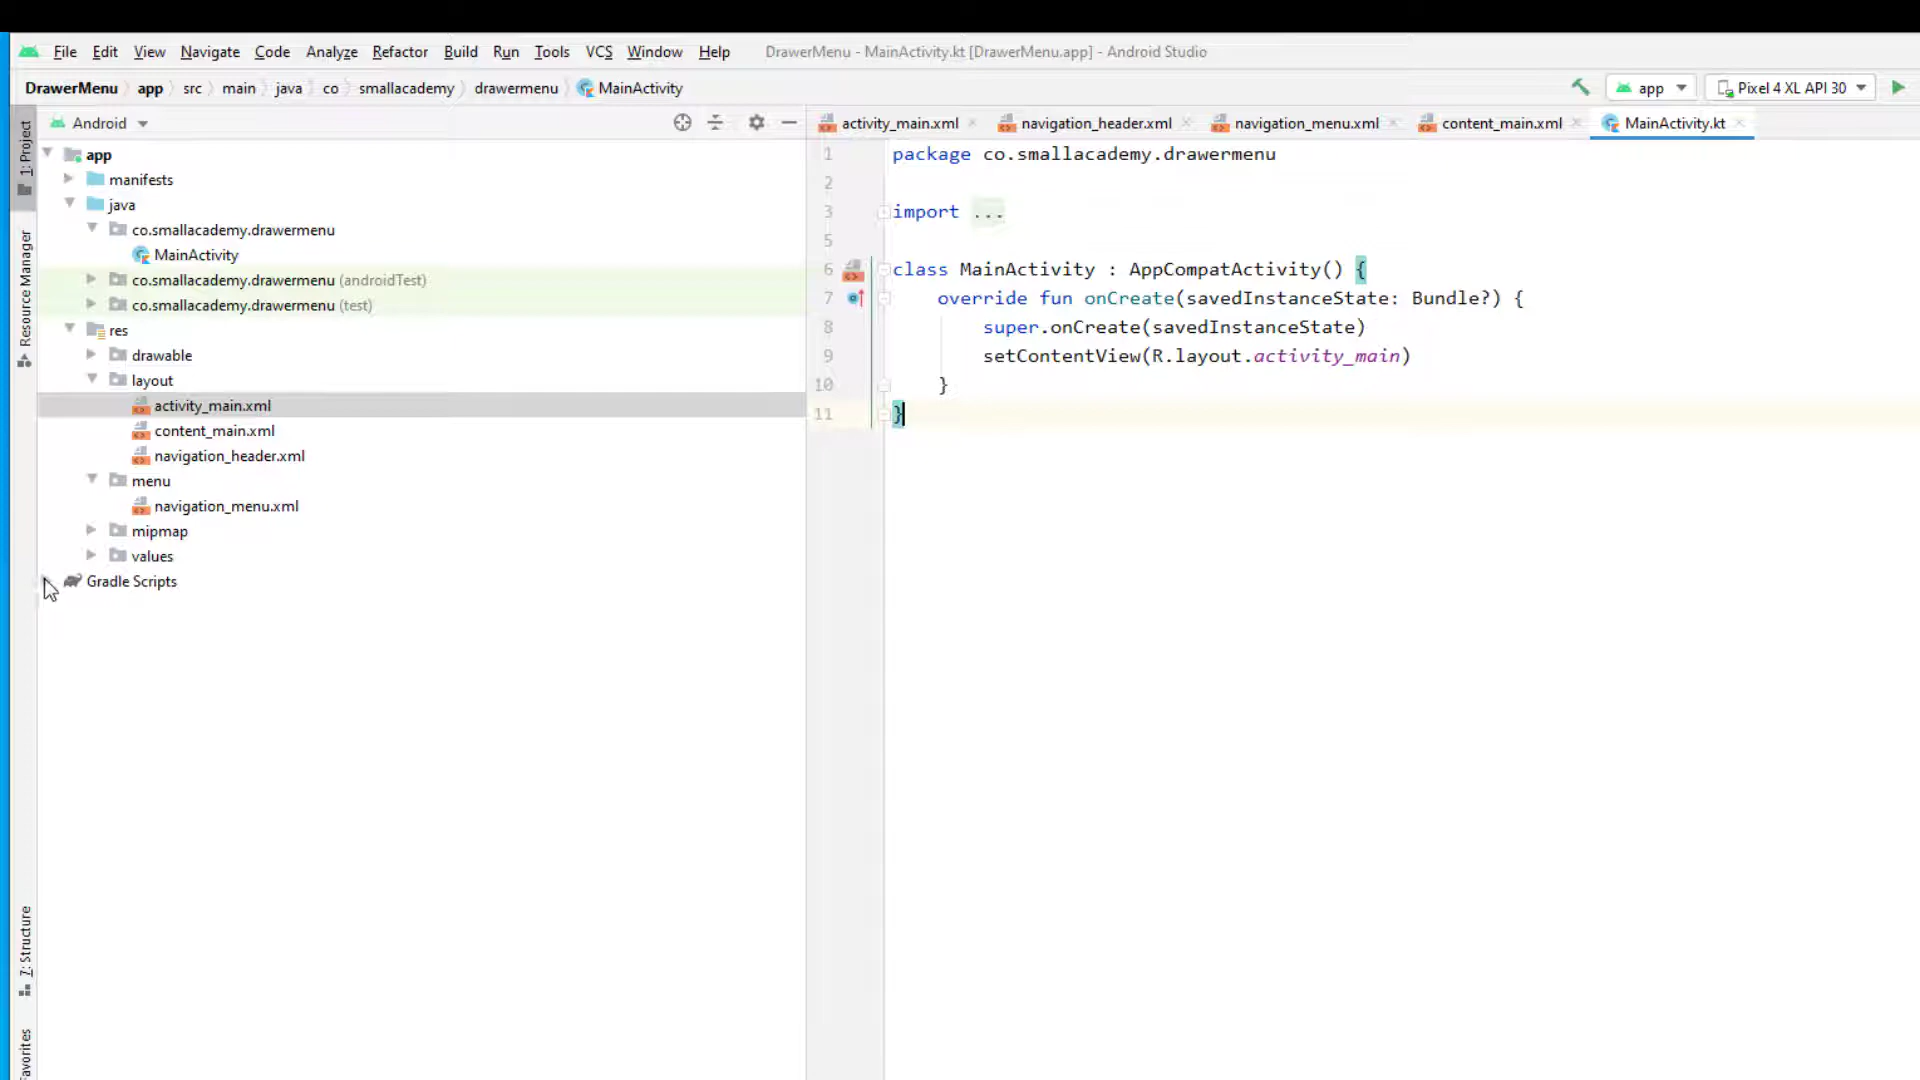 File Edit View Navigate Code Analyze Refactor Build Run Tools VCS Window Help DrawerMenu - MainActivity.kt [DrawerMenu.app] - Android Studio
DrawerMenu app src main java co smallacademy drawermenu MainActivity app Pixel 4 XL API 30
1: Project
Resource Manager
7: Structure
Favorites
Android
app
manifests
java
co.smallacademy.drawermenu
MainActivity
co.smallacademy.drawermenu (androidTest)
co.smallacademy.drawermenu (test)
res
drawable
layout
activity_main.xml
content_main.xml
navigation_header.xml
menu
navigation_menu.xml
mipmap
values
Gradle Scripts
activity_main.xml navigation_header.xml navigation_menu.xml content_main.xml MainActivity.kt
1 package co.smallacademy.drawermenu
2
3 import ...
5
6 class MainActivity : AppCompatActivity() {
7 override fun onCreate(savedInstanceState: Bundle?) {
8 super.onCreate(savedInstanceState)
9 setContentView(R.layout.activity_main)
10 }
11 }